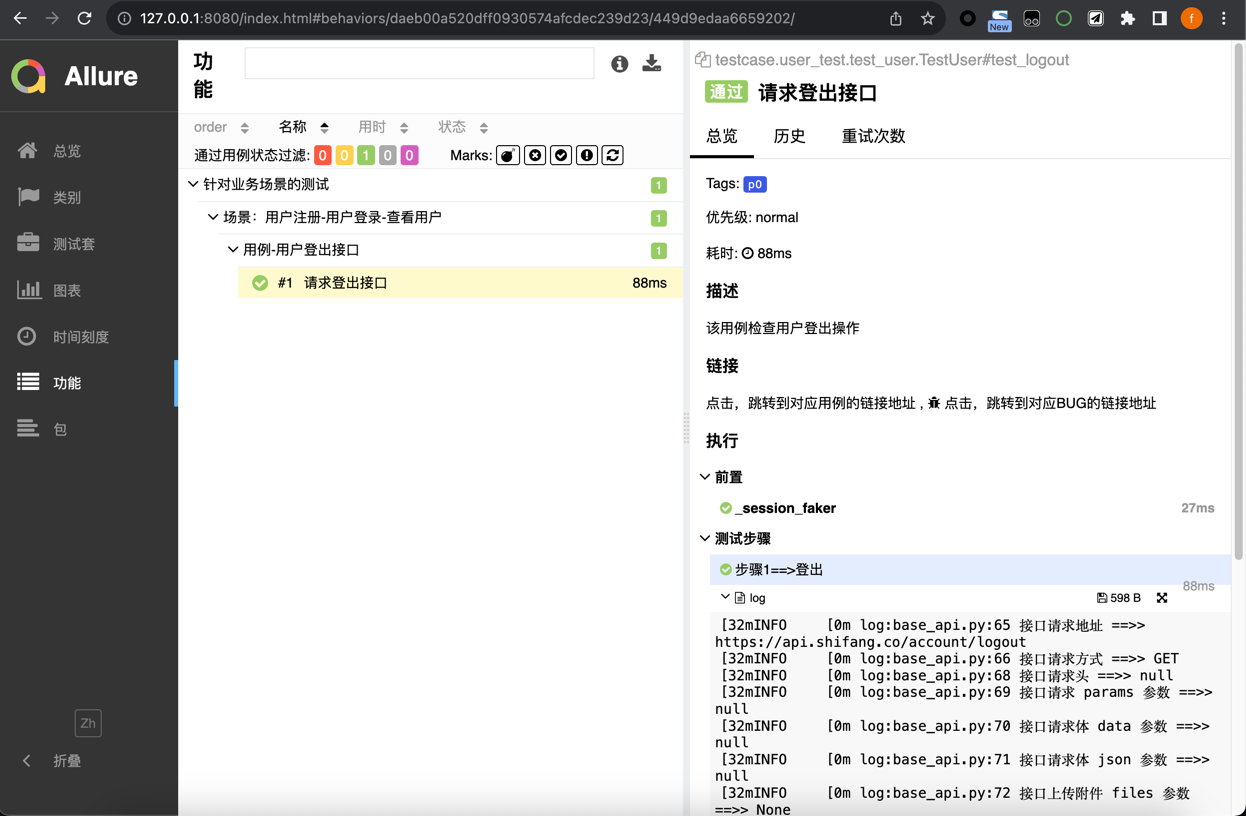 127.0.0.1:8080/index.html#behaviors/daeb00a520dff0930574afcdec239d23/449d9edaa6659202/
New
f
Allure
总览
类别
测试套
图表
时间刻度
功能
包
Zh
折叠
功
能
order 名称 用时 状态
通过用例状态过滤: 0 0 1 0 0 Marks:
针对业务场景的测试 1
场景：用户注册-用户登录-查看用户 1
用例-用户登出接口 1
#1 请求登出接口 88ms
testcase.user_test.test_user.TestUser#test_logout
通过 请求登出接口
总览 历史 重试次数
Tags: p0
优先级: normal
耗时: 88ms
描述
该用例检查用户登出操作
链接
点击，跳转到对应用例的链接地址 , 点击，跳转到对应BUG的链接地址
执行
前置
_session_faker 27ms
测试步骤
步骤1==>登出
88ms
log 598 B
[32mINFO [0m log:base_api.py:65 接口请求地址 ==>>
https://api.shifang.co/account/logout
[32mINFO [0m log:base_api.py:66 接口请求方式 ==>> GET
[32mINFO [0m log:base_api.py:68 接口请求头 ==>> null
[32mINFO [0m log:base_api.py:69 接口请求 params 参数 ==>>
null
[32mINFO [0m log:base_api.py:70 接口请求体 data 参数 ==>>
null
[32mINFO [0m log:base_api.py:71 接口请求体 json 参数 ==>>
null
[32mINFO [0m log:base_api.py:72 接口上传附件 files 参数
==>> None